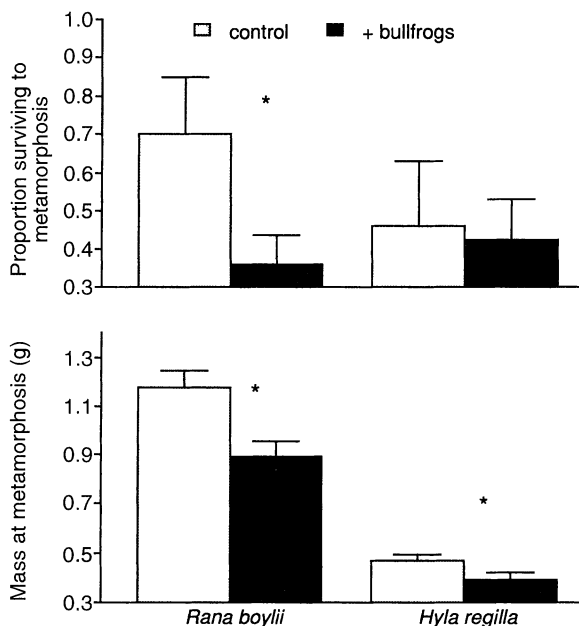 control
+ bullfrogs
Proportion surviving to
metamorphosis
1.0
0.9
0.8
0.7
0.5
0.4
0.3
*
Mass at metamorphosis (g)
1.3
1.1
0.9
0.7
0.5
0.3
*
*
Rana boylii
Hyla regilla